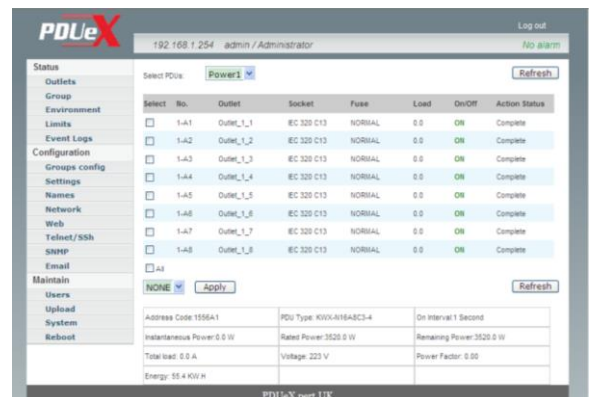 PDUeX
Log out
192.168.1.254 admin / Administrator
No alarm
Status
Outlets
Group
Environment
Limits
Event Logs
Configuration
Groups config
Settings
Names
Network
Web
Telnet/SSh
SNMP
Email
Maintain
Users
Upload
System
Reboot
Select PDUs: Power1 Refresh
Select No. Outlet Socket Fuse Load On/Off Action Status
1-A1 Outlet_1_1 IEC 320 C13 NORMAL 0.0 ON Complete
1-A2 Outlet_1_2 IEC 320 C13 NORMAL 0.0 ON Complete
1-A3 Outlet_1_3 IEC 320 C13 NORMAL 0.0 ON Complete
1-A4 Outlet_1_4 IEC 320 C13 NORMAL 0.0 ON Complete
1-A5 Outlet_1_5 IEC 320 C13 NORMAL 0.0 ON Complete
1-A6 Outlet_1_6 IEC 320 C13 NORMAL 0.0 ON Complete
1-A7 Outlet_1_7 IEC 320 C13 NORMAL 0.0 ON Complete
1-A8 Outlet_1_8 IEC 320 C13 NORMAL 0.0 ON Complete
All
NONE Apply Refresh
Address Code:1556A1 PDU Type: KWX-N16A8C3-4 On Interval:1 Second
Instantaneous Power:0.0 W Rated Power:3520.0 W Remaining Power:3520.0 W
Total load: 0.0 A Voltage: 223 V Power Factor: 0.00
Energy: 55.4 KW.H
PDUeX pert UK